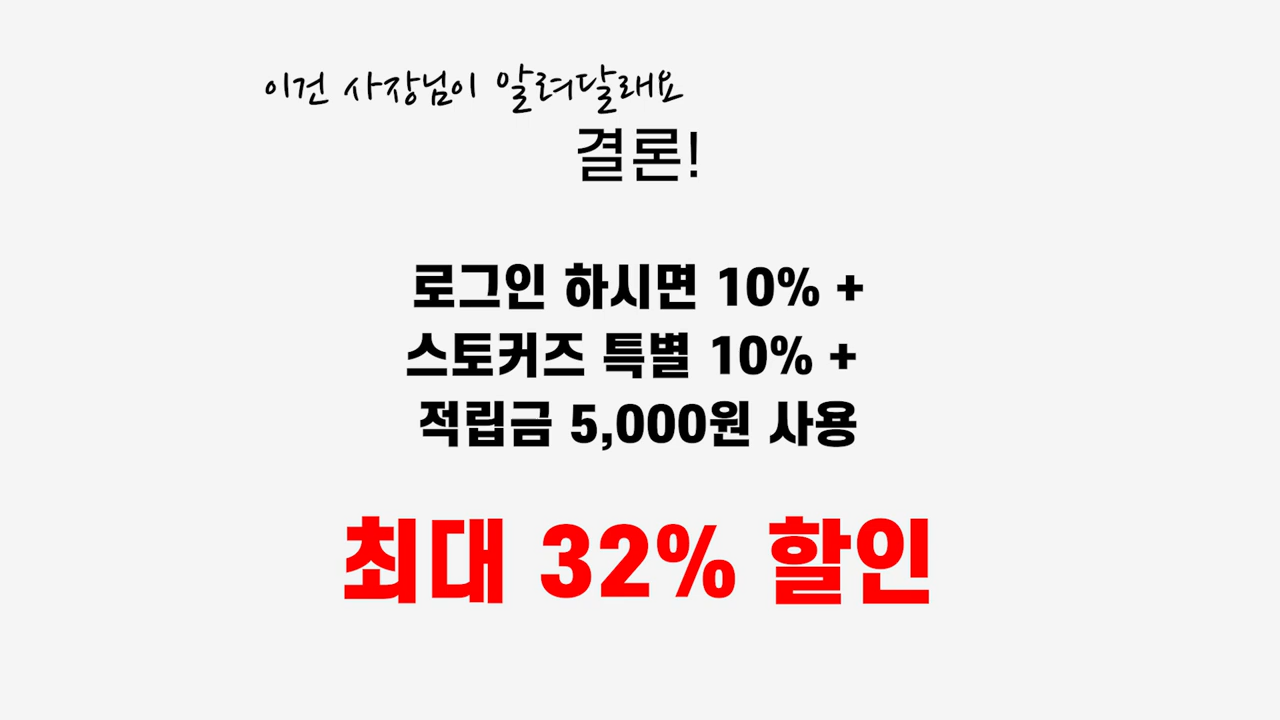 이건 사장님이 알려달래요
결론!
로그인 하시면 10% +
스토커즈 특별 10% +
적립금 5,000원 사용
최대 32% 할인